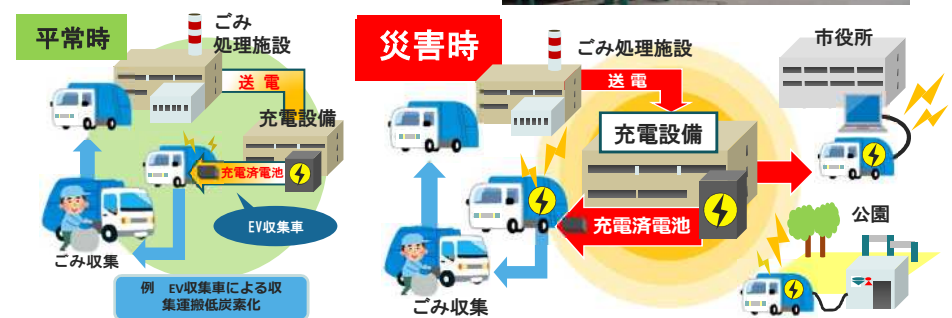 平常時
ごみ
処理施設
送電
充電設備
充電済電池
EV収集車
ごみ収集
例 EV収集車による収
集運搬低炭素化
災害時
ごみ処理施設
送電
充電設備
充電済電池
ごみ収集
市役所
公園